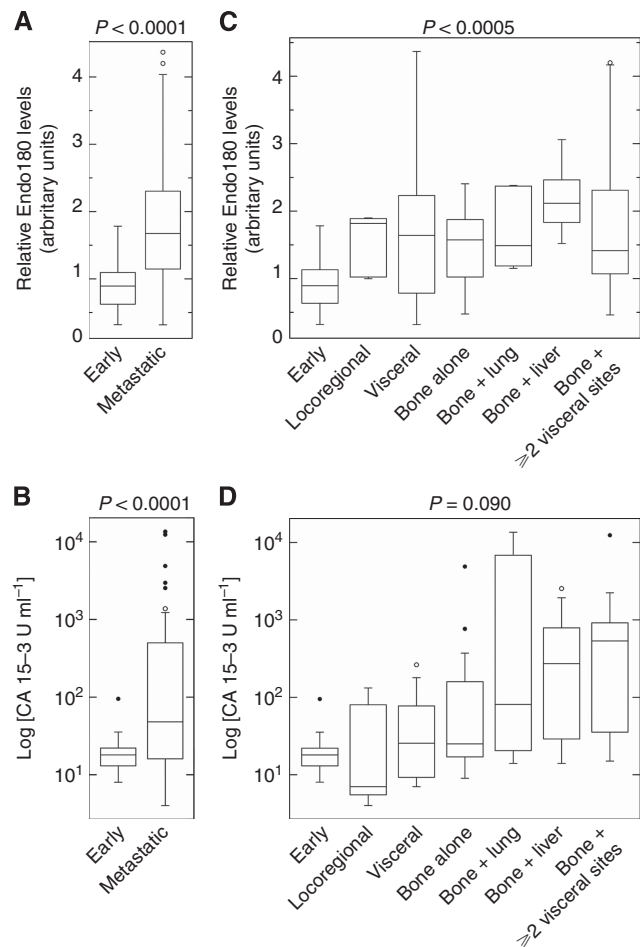 A
P < 0.0001
Relative Endo180 levels
(arbritary units)
4
3
2
1
0
Early
Metastatic
C
P < 0.0005
Relative Endo180 levels
(arbritary units)
4
3
2
1
0
Early
Locoregional
Visceral
Bone alone
Bone + lung
Bone + liver
Bone +
⩾2 visceral sites
B
P < 0.0001
Log [CA 15–3 U ml⁻¹]
10⁴
10³
10²
10¹
Early
Metastatic
D
P = 0.090
Log [CA 15–3 U ml⁻¹]
10⁴
10³
10²
10¹
Early
Locoregional
Visceral
Bone alone
Bone + lung
Bone + liver
Bone +
⩾2 visceral sites